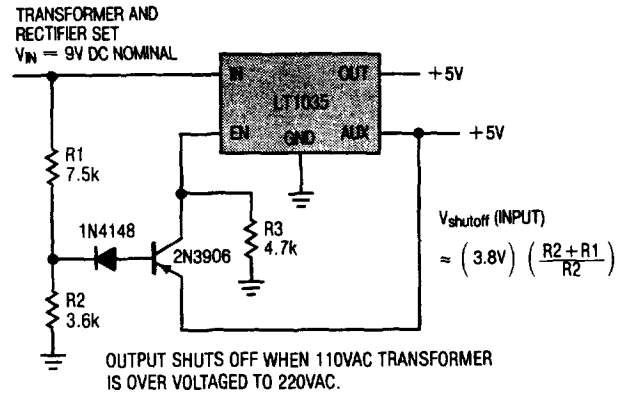 TRANSFORMER AND
RECTIFIER SET
VIN = 9V DC NOMINAL
IN OUT +5V
LT1035
EN GND AUX +5V
R1
7.5k
1N4148
2N3906
R3
4.7k
R2
3.6k
Vshutoff (INPUT)
≈ (3.8V) (R2+R1
R2)
OUTPUT SHUTS OFF WHEN 110VAC TRANSFORMER
IS OVER VOLTAGED TO 220VAC.